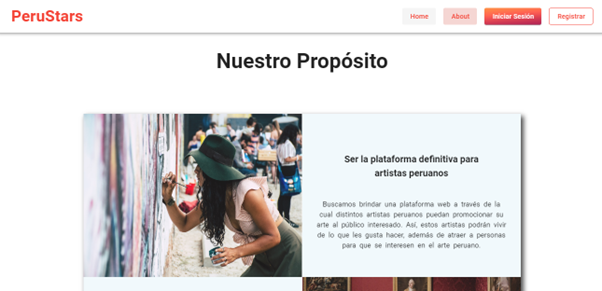 PeruStars
Home About Iniciar Sesión Registrar
Nuestro Propósito
Ser la plataforma definitiva para
artistas peruanos
Buscamos brindar una plataforma web a través de la
cual distintos artistas peruanos puedan promocionar su
arte al público interesado. Así, estos artistas podrán vivir
de lo que les gusta hacer, además de atraer a personas
para que se interesen en el arte peruano.